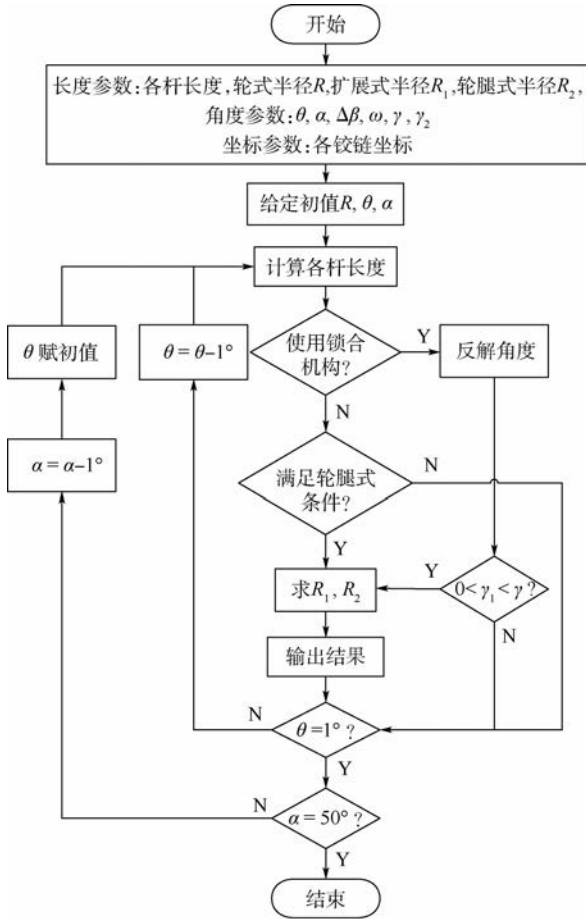 开始
长度参数:各杆长度,轮式半径R,扩展式半径R₁,轮腿式半径R₂,
角度参数:θ, α, Δβ, ω, γ, γ₂
坐标参数:各铰链坐标
给定初值R, θ, α
计算各杆长度
θ 赋初值
θ = θ−1°
使用锁合
机构?
Y
反解角度
N
α = α−1°
满足轮腿式
条件?
N
Y
求R₁, R₂
Y
0< γ₁ < γ ?
N
输出结果
N
θ =1° ?
Y
N
α = 50° ?
Y
结束